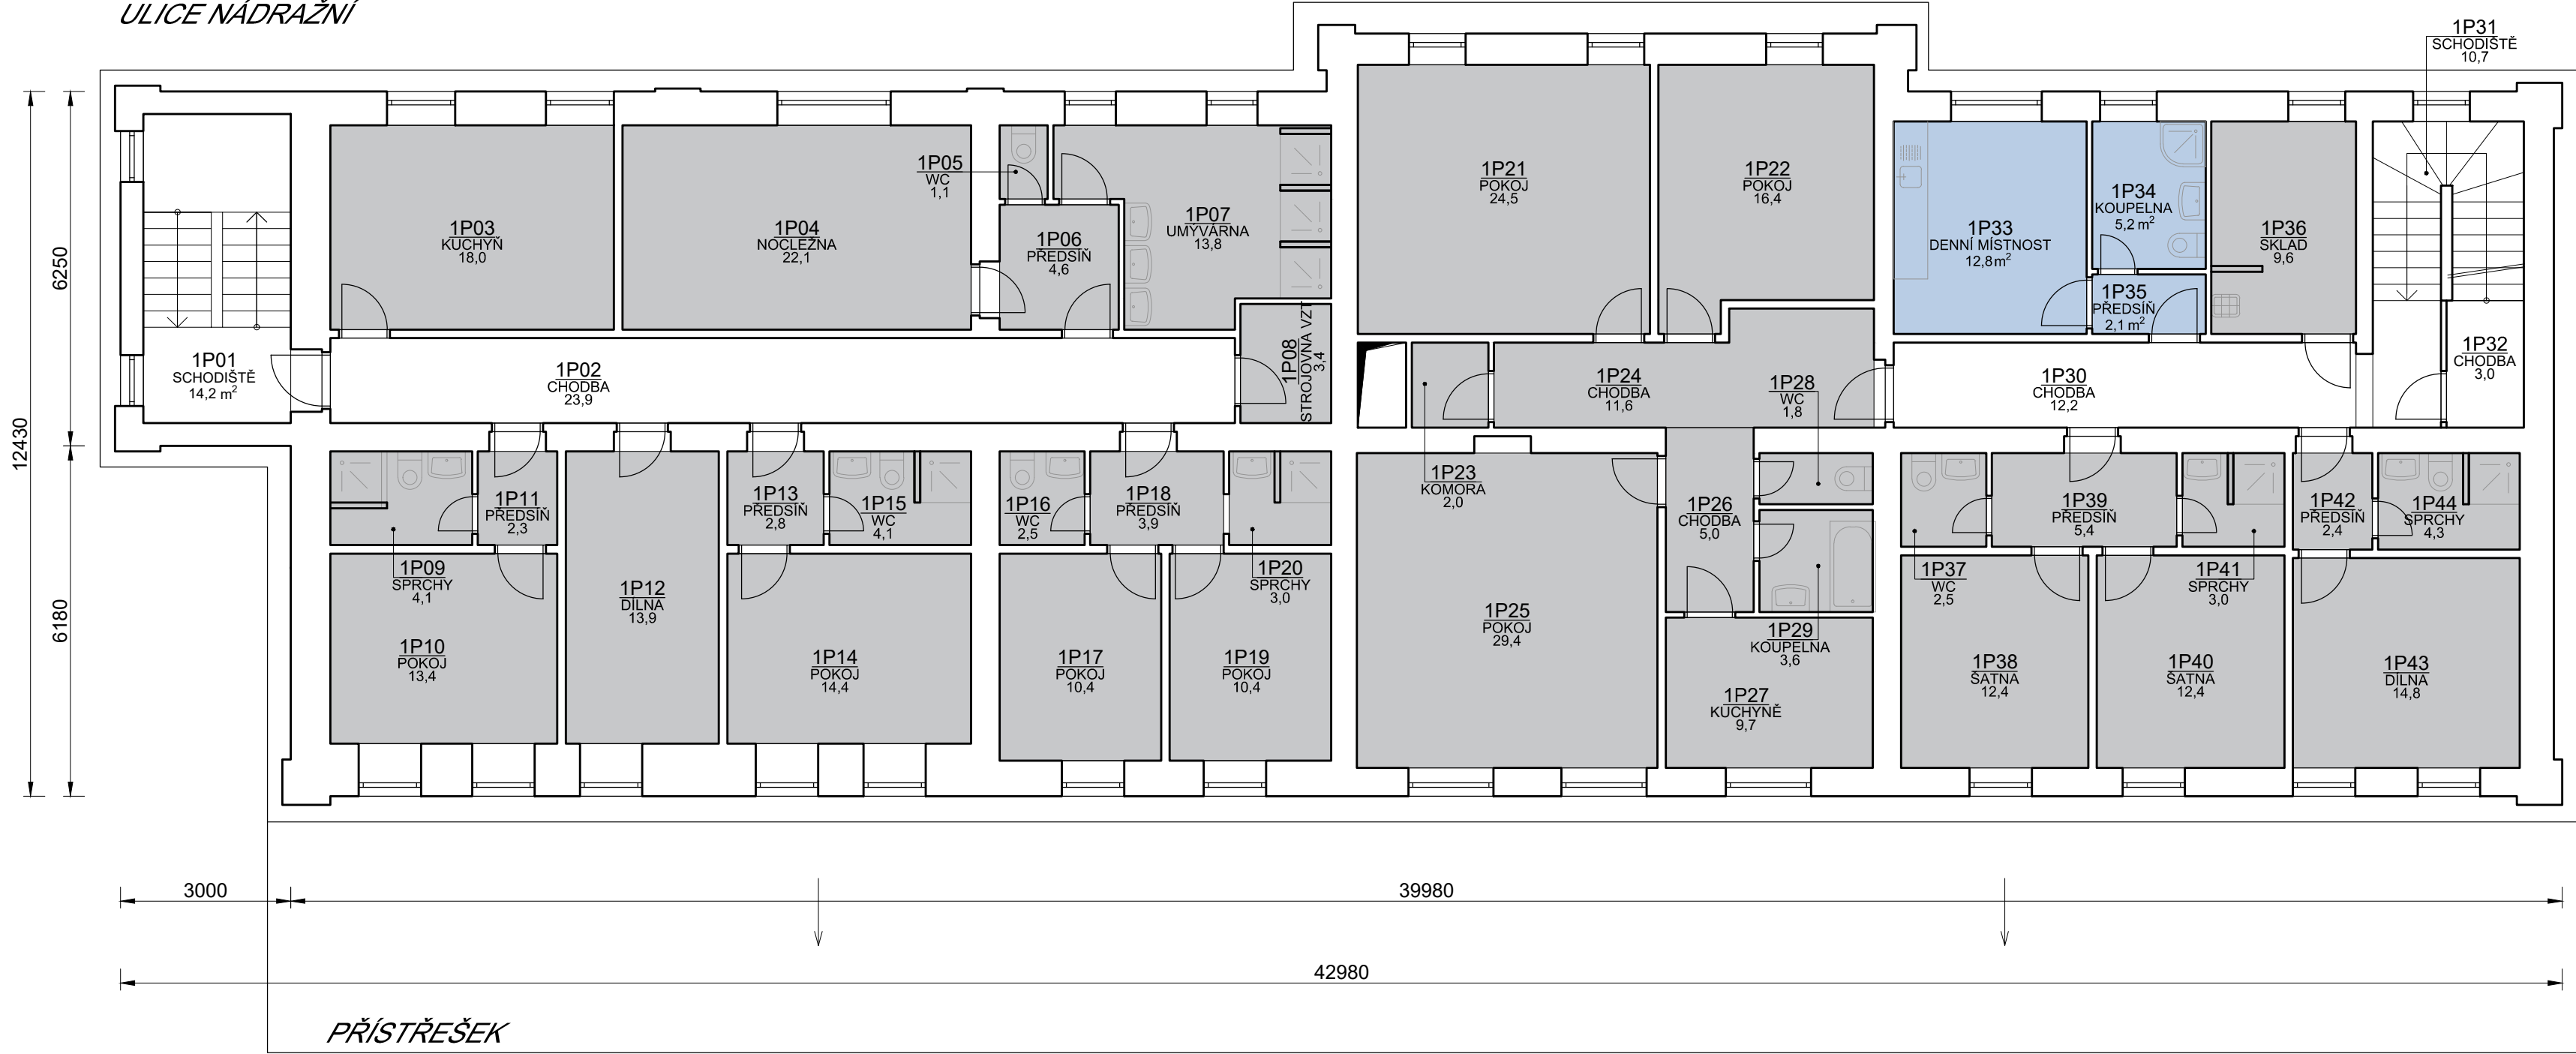 ULICE NÁDRAŽNÍ
1P31
SCHODIŠTĚ
10,7
1P05
WC
1,1
1P21
POKOJ
24,5
1P22
POKOJ
16,4
1P03
KUCHYŇ
18,0
1P04
NOCLEŽNA
22,1
1P06
PŘEDSÍŇ
4,6
1P07
UMÝVÁRNA
13,8
1P33
DENNÍ MÍSTNOST
12,8m²
1P34
KOUPELNA
5,2 m²
1P35
PŘEDSÍŇ
2,1 m²
1P36
SKLAD
9,6
1P01
SCHODIŠTĚ
14,2 m²
1P02
CHODBA
23,9
1P08
STROJOVNA VZT
3,4
1P24
CHODBA
11,6
1P28
WC
1,8
1P30
CHODBA
12,2
1P32
CHODBA
3,0
12430
6250
6180
1P11
PŘEDSÍŇ
2,3
1P13
PŘEDSÍŇ
2,8
1P15
WC
4,1
1P16
WC
2,5
1P18
PŘEDSÍŇ
3,9
1P23
KOMORA
2,0
1P26
CHODBA
5,0
1P39
PŘEDSÍŇ
5,4
1P42
PŘEDSÍŇ
2,4
1P44
SPRCHY
4,3
1P09
SPRCHY
4,1
1P12
DÍLNA
13,9
1P20
SPRCHY
3,0
1P25
POKOJ
29,4
1P29
KOUPELNA
3,6
1P37
WC
2,5
1P41
SPRCHY
3,0
1P10
POKOJ
13,4
1P14
POKOJ
14,4
1P17
POKOJ
10,4
1P19
POKOJ
10,4
1P27
KUCHYNĚ
9,7
1P38
ŠATNA
12,4
1P40
ŠATNA
12,4
1P43
DÍLNA
14,8
3000
39980
42980
PŘÍSTŘEŠEK